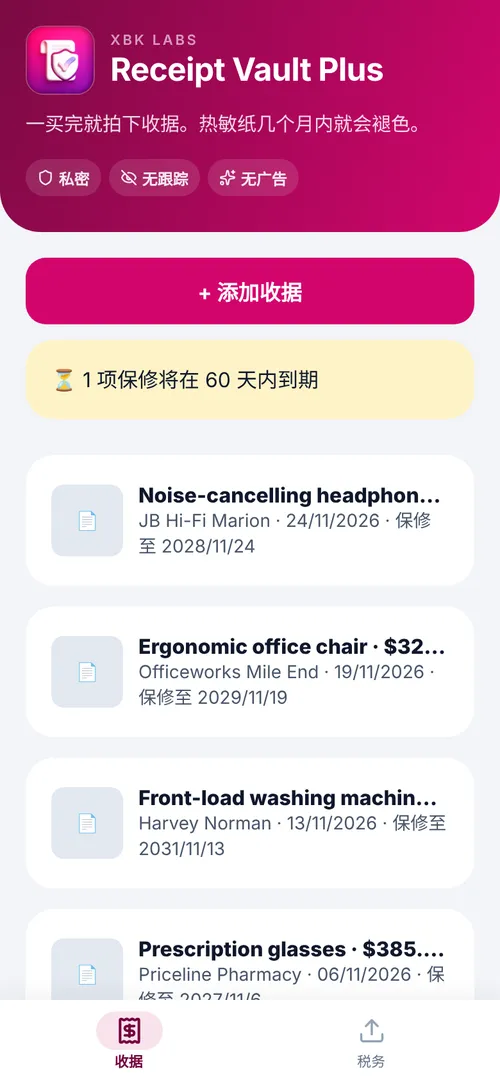 XBK LABS
Receipt Vault Plus
一买完就拍下收据。热敏纸几个月内就会褪色。
私密
无跟踪
无广告
+ 添加收据
⏳ 1 项保修将在 60 天内到期
Noise-cancelling headphon...
JB Hi-Fi Marion · 24/11/2026 · 保修
至 2028/11/24
Ergonomic office chair · $32...
Officeworks Mile End · 19/11/2026 ·
保修至 2029/11/19
Front-load washing machin...
Harvey Norman · 13/11/2026 · 保修至
2031/11/13
Prescription glasses · $385....
Priceline Pharmacy · 06/11/2026 · 保
修至 2027/11/6
收据
税务